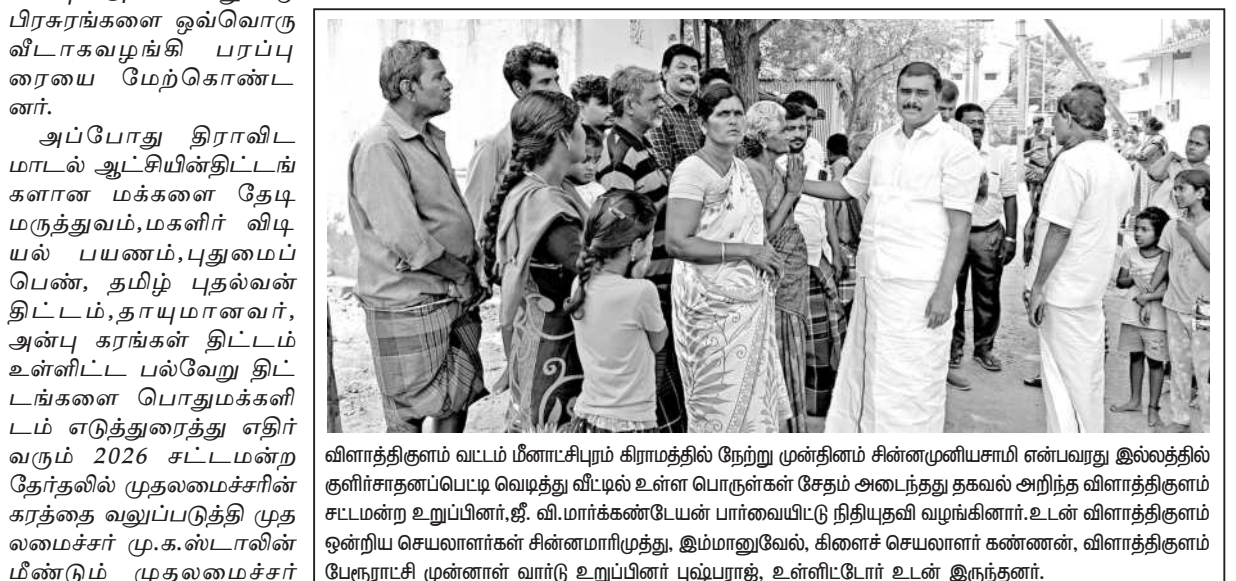 பிரசுரங்களை ஒவ்வொரு
வீடாகவழங்கி பரப்பு
ரையை மேற்கொண்ட
னர்.
அப்போது திராவிட
மாடல் ஆட்சியின்திட்டங்
களான மக்களை தேடி
மருத்துவம்,மகளிர் விடி
யல் பயணம்,புதுமைப்
பெண், தமிழ் புதல்வன்
திட்டம்,தாயுமானவர்,
அன்பு கரங்கள் திட்டம்
உள்ளிட்ட பல்வேறு திட்
டங்களை பொதுமக்களி
டம் எடுத்துரைத்து எதிர்
வரும் 2026 சட்டமன்ற
தேர்தலில் முதலமைச்சரின்
கரத்தை வலுப்படுத்தி முத
லமைச்சர் மு.க.ஸ்டாலின்
மீண்டும் முதலமைச்சர்
விளாத்திகுளம் வட்டம் மீனாட்சிபுரம் கிராமத்தில் நேற்று முன்தினம் சின்னமுனியசாமி என்பவரது இல்லத்தில்
குளிர்சாதனப்பெட்டி வெடித்து வீட்டில் உள்ள பொருள்கள் சேதம் அடைந்தது தகவல் அறிந்த விளாத்திகுளம்
சட்டமன்ற உறுப்பினர்,ஜீ. வி.மார்க்கண்டேயன் பார்வையிட்டு நிதியுதவி வழங்கினார்.உடன் விளாத்திகுளம்
ஒன்றிய செயலாளர்கள் சின்னமாரிமுத்து, இம்மானுவேல், கிளைச் செயலாளர் கண்ணன், விளாத்திகுளம்
பேரூராட்சி முன்னாள் வார்டு உறுப்பினர் புஷ்பராஜ், உள்ளிட்டோர் உடன் இருந்தனர்.